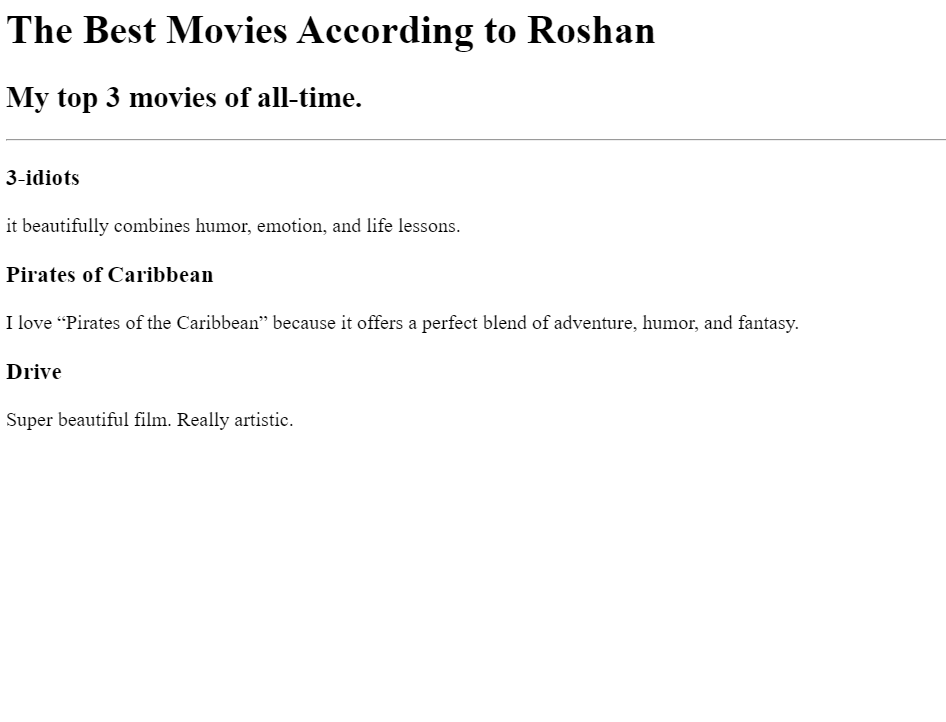 The Best Movies According to Roshan
My top 3 movies of all-time.
3-idiots
it beautifully combines humor, emotion, and life lessons.
Pirates of Caribbean
I love “Pirates of the Caribbean” because it offers a perfect blend of adventure, humor, and fantasy.
Drive
Super beautiful film. Really artistic.